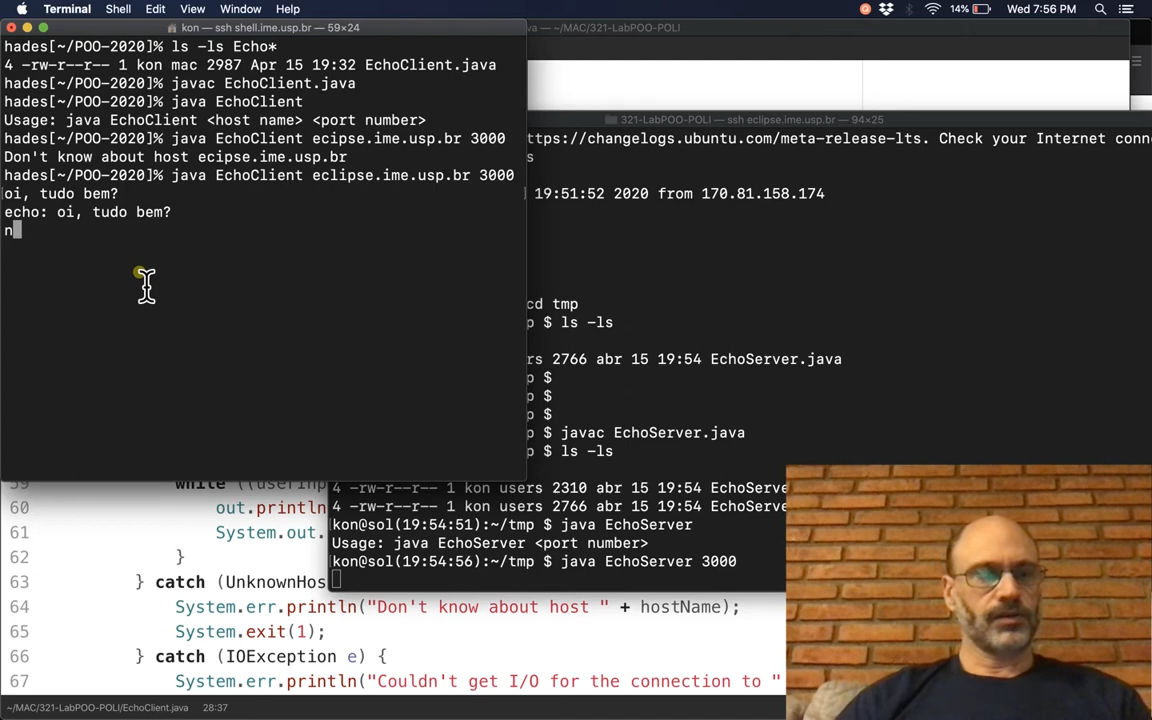 Terminal Shell Edit View Window Help 14% Wed 7:56 PM
kon — ssh shell.ime.usp.br — 59×24
hades[~/POO-2020]% ls -ls Echo*
4 -rw-r--r-- 1 kon mac 2987 Apr 15 19:32 EchoClient.java
hades[~/POO-2020]% javac EchoClient.java
hades[~/POO-2020]% java EchoClient
Usage: java EchoClient <host name> <port number>
hades[~/POO-2020]% java EchoClient ecipse.ime.usp.br 3000
Don't know about host ecipse.ime.usp.br
hades[~/POO-2020]% java EchoClient eclipse.ime.usp.br 3000
oi, tudo bem?
echo: oi, tudo bem?
n
va — ~/MAC/321-LabPOO-POLI
321-LabPOO-POLI — ssh eclipse.ime.usp.br — 94×25
ttps://changelogs.ubuntu.com/meta-release-lts. Check your Internet conne
s
19:51:52 2020 from 170.81.158.174
cd tmp
p $ ls -ls
rs 2766 abr 15 19:54 EchoServer.java
p $
p $
p $
p $ javac EchoServer.java
p $ ls -ls
4 -rw-r--r-- 1 kon users 2310 abr 15 19:54 EchoServe
4 -rw-r--r-- 1 kon users 2766 abr 15 19:54 EchoServe
kon@sol(19:54:51):~/tmp $ java EchoServer
Usage: java EchoServer <port number>
kon@sol(19:54:56):~/tmp $ java EchoServer 3000
59 while ((userInp
60 out.println
61 System.out.
62 }
63 } catch (UnknownHos
64 System.err.println("Don't know about host " + hostName);
65 System.exit(1);
66 } catch (IOException e) {
67 System.err.println("Couldn't get I/O for the connection to "
~/MAC/321-LabPOO-POLI/EchoClient.java 28:37